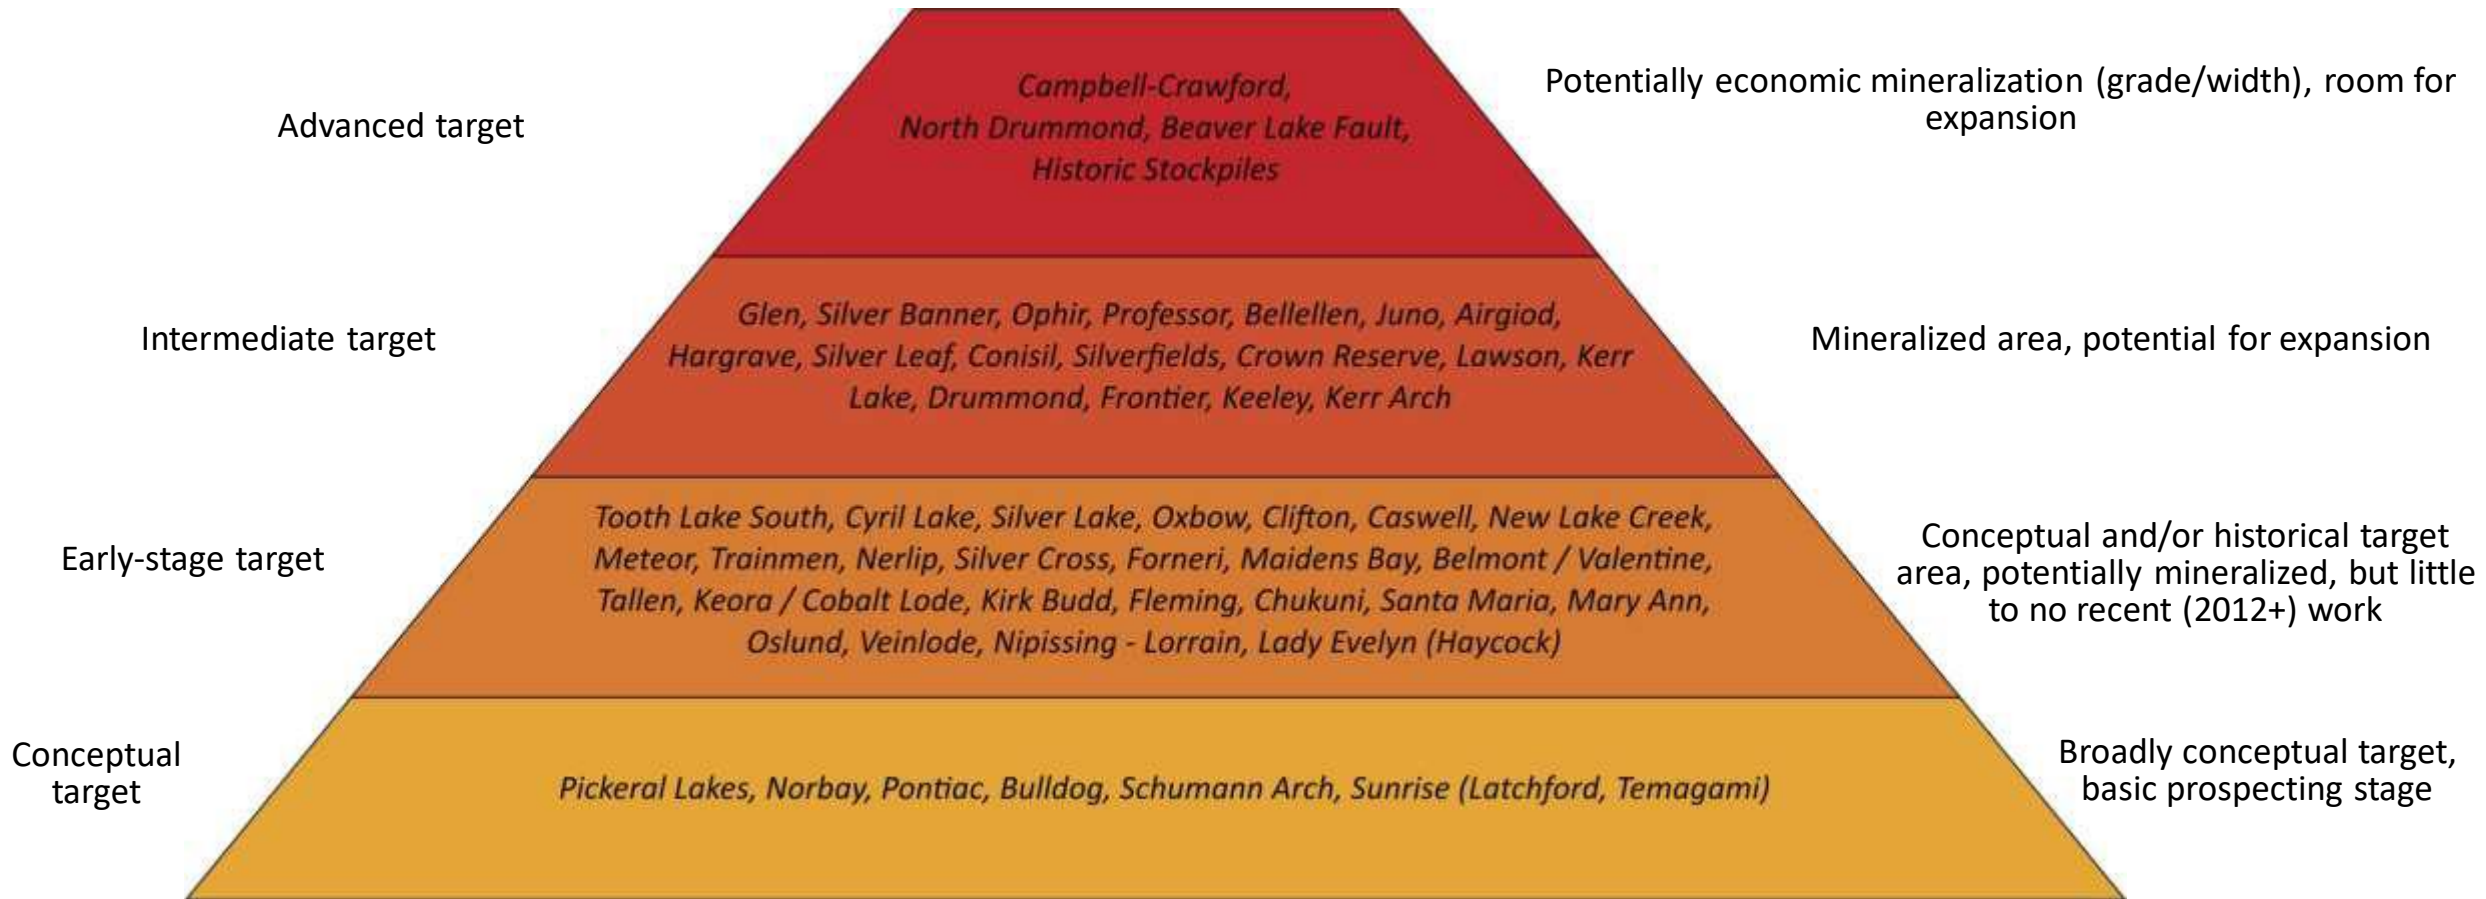 Advanced target
Campbell-Crawford,
North Drummond, Beaver Lake Fault,
Historic Stockpiles
Potentially economic mineralization (grade/width), room for
expansion
Intermediate target
Glen, Silver Banner, Ophir, Professor, Bellellen, Juno, Airgiod,
Hargrave, Silver Leaf, Conisil, Silverfields, Crown Reserve, Lawson, Kerr
Lake, Drummond, Frontier, Keeley, Kerr Arch
Mineralized area, potential for expansion
Early-stage target
Tooth Lake South, Cyril Lake, Silver Lake, Oxbow, Clifton, Caswell, New Lake Creek,
Meteor, Trainmen, Nerlip, Silver Cross, Forneri, Maidens Bay, Belmont / Valentine,
Tallen, Keora / Cobalt Lode, Kirk Budd, Fleming, Chukuni, Santa Maria, Mary Ann,
Oslund, Veinlode, Nipissing - Lorrain, Lady Evelyn (Haycock)
Conceptual and/or historical target
area, potentially mineralized, but little
to no recent (2012+) work
Conceptual
target
Pickeral Lakes, Norbay, Pontiac, Bulldog, Schumann Arch, Sunrise (Latchford, Temagami)
Broadly conceptual target,
basic prospecting stage